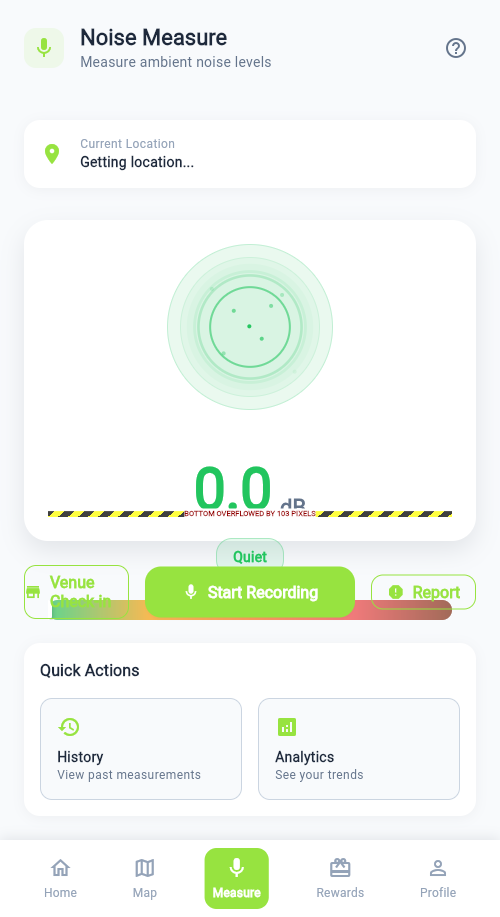 Noise Measure
Measure ambient noise levels
Current Location
Getting location...
0.0 dB
BOTTOM OVERFLOWED BY 103 PIXELS
Quiet
Venue
Check-in
Start Recording
Report
Quick Actions
History
View past measurements
Analytics
See your trends
Home
Map
Measure
Rewards
Profile